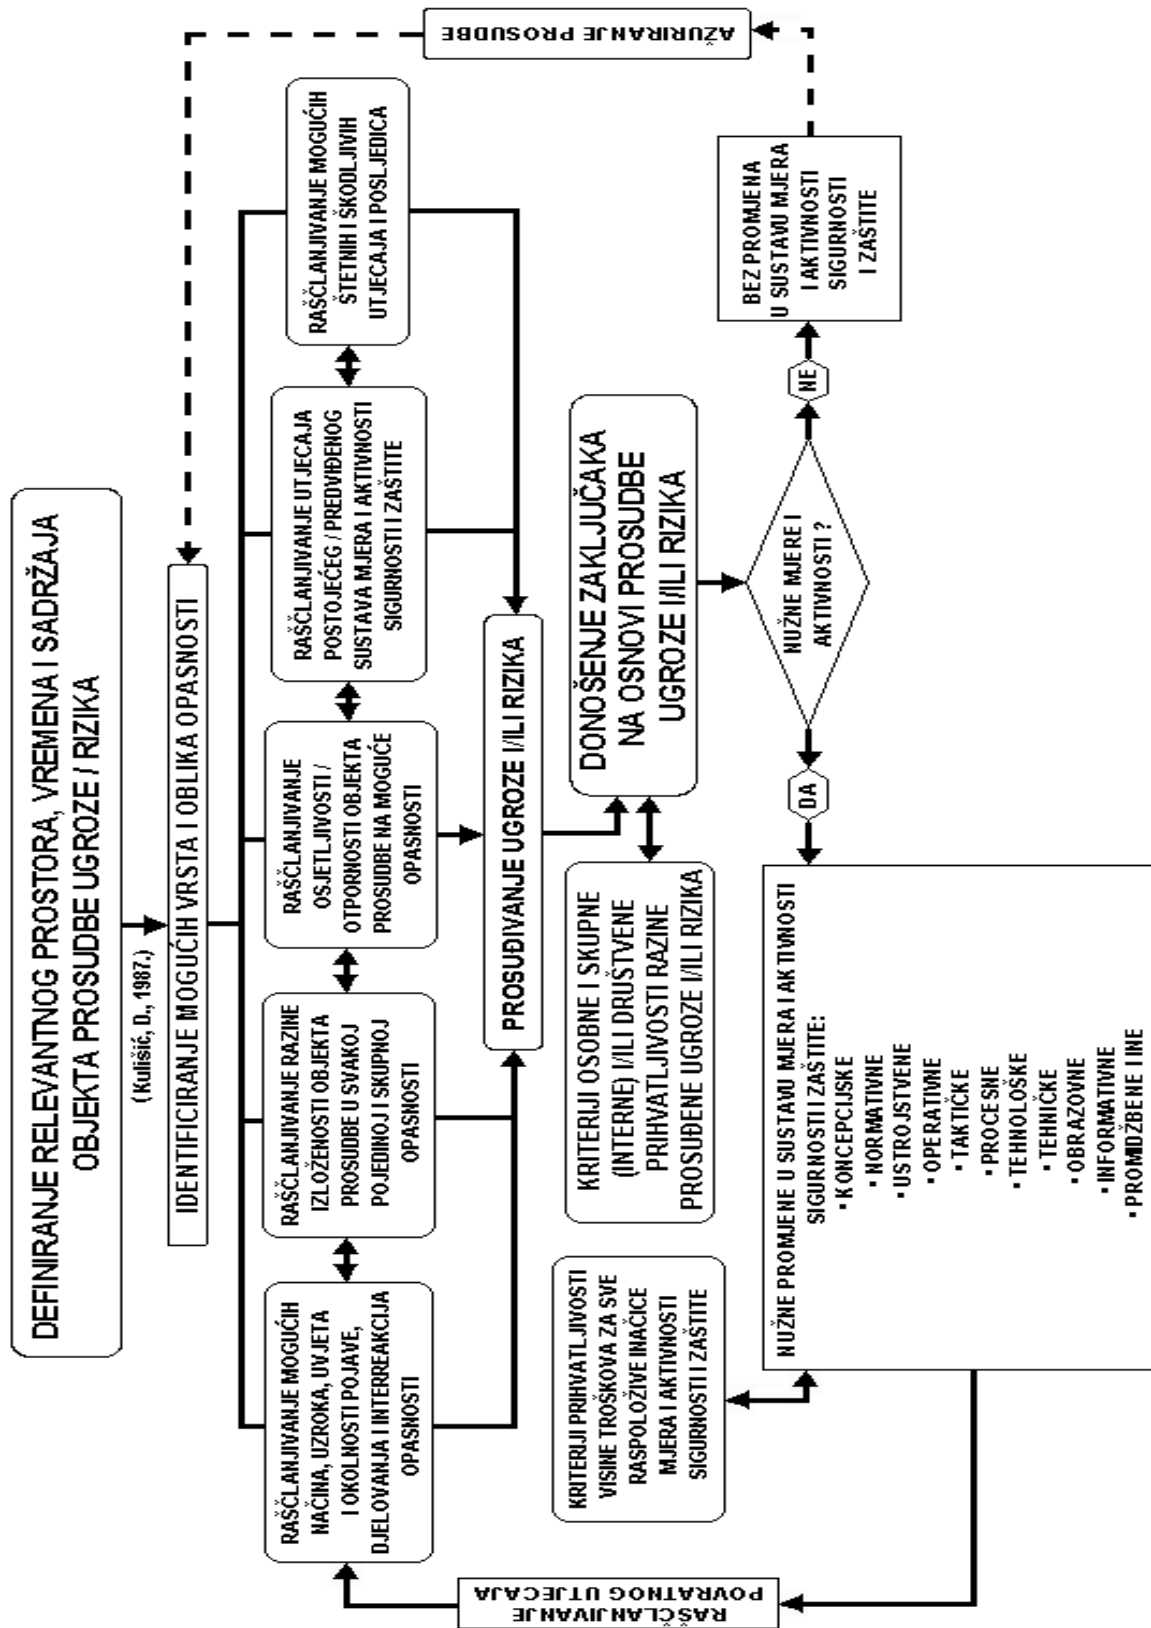 DEFINIRANJE RELEVANTNOG PROSTORA, VREMENA I SADRŽAJA
OBJEKTA PROSUDBE UGROZE / RIZIKA
(Kulišić, D., 1987.)
IDENTIFICIRANJE MOGUĆIH VRSTA I OBLIKA OPASNOSTI
RAŠČLANJIVANJE MOGUĆIH
NAČINA, UZROKA, UVJETA
I OKOLNOSTI POJAVE,
DJELOVANJA I INTERREAKCIJA
OPASNOSTI
RAŠČLANJIVANJE RAZINE
IZLOŽENOSTI OBJEKTA
PROSUDBE U SVAKOJ
POJEDINOJ I SKUPNOJ
OPASNOSTI
RAŠČLANJIVANJE
OSJETLJIVOSTI /
OTPORNOSTI OBJEKTA
PROSUDBE NA MOGUĆE
OPASNOSTI
RAŠČLANJIVANJE UTJECAJA
POSTOJEĆEG / PREDVIĐENOG
SUSTAVA MJERA I AKTIVNOSTI
SIGURNOSTI I ZAŠTITE
RAŠČLANJIVANJE MOGUĆIH
ŠTETNIH I ŠKODLJIVIH
UTJECAJA I POSLJEDICA
PROSUĐIVANJE UGROZE I/ILI RIZIKA
KRITERIJI PRIHVATLJIVOSTI
VISINE TROŠKOVA ZA SVE
RASPOLOŽIVE INAČICE
MJERA I AKTIVNOSTI
SIGURNOSTI I ZAŠTITE
KRITERIJI OSOBNE I SKUPNE
(INTERNE) I/ILI DRUŠTVENE
PRIHVATLJIVOSTI RAZINE
PROSUĐENE UGROZE I/ILI RIZIKA
DONOŠENJE ZAKLJUČAKA
NA OSNOVI PROSUDBE
UGROZE I/ILI RIZIKA
NUŽNE MJERE I
AKTIVNOSTI ?
DA
NE
NUŽNE PROMJENE U SUSTAVU MJERA I AKTIVNOSTI
SIGURNOSTI I ZAŠTITE:
▪ KONCEPCIJSKE
▪ NORMATIVNE
▪ USTROJSTVENE
▪ OPERATIVNE
▪ TAKTIČKE
▪ PROCESNE
▪ TEHNOLOŠKE
▪ TEHNIČKE
▪ OBRAZOVNE
▪ INFORMATIVNE
▪ PROMIDŽBENE I INE
BEZ PROMJENA
U SUSTAVU MJERA
I AKTIVNOSTI
SIGURNOSTI
I ZAŠTITE
RAŠČLANJIVANJE
POVRATNOG UTJECAJA
AŽURIRANJE PROSUDBE